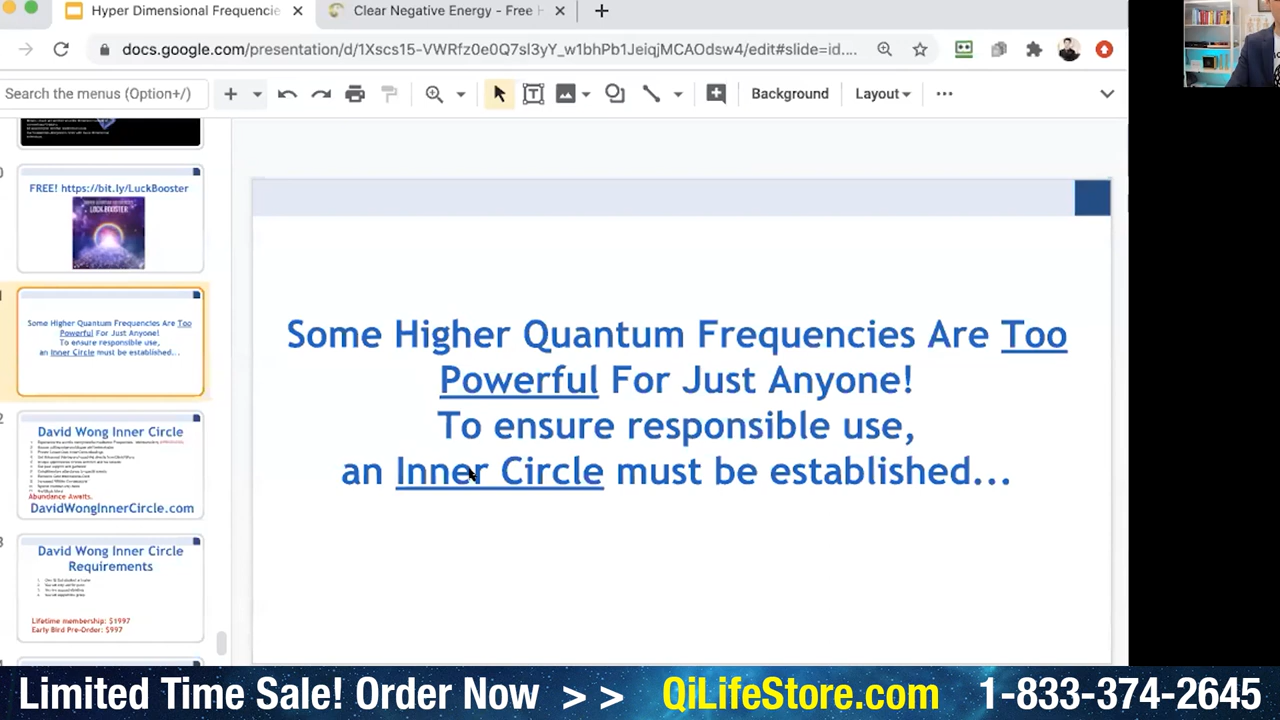 Hyper Dimensional Frequencie
Clear Negative Energy - Free H
docs.google.com/presentation/d/1Xscs15-VWRfz0e0Q7sl3yY_w1bhPb1JeiqjMCAOdsw4/edit#slide=id....
Search the menus (Option+/)
Background
Layout
FREE! https://bit.ly/LuckBooster
LUCK BOOSTER
Some Higher Quantum Frequencies Are Too
Powerful For Just Anyone!
To ensure responsible use,
an Inner Circle must be established...
David Wong Inner Circle
Abundance Awaits.
DavidWongInnerCircle.com
David Wong Inner Circle
Requirements
Lifetime membership: $1997
Early Bird Pre-Order: $997
Some Higher Quantum Frequencies Are Too
Powerful For Just Anyone!
To ensure responsible use,
an Inner Circle must be established...
Limited Time Sale! Order Now > > QiLifeStore.com 1-833-374-2645